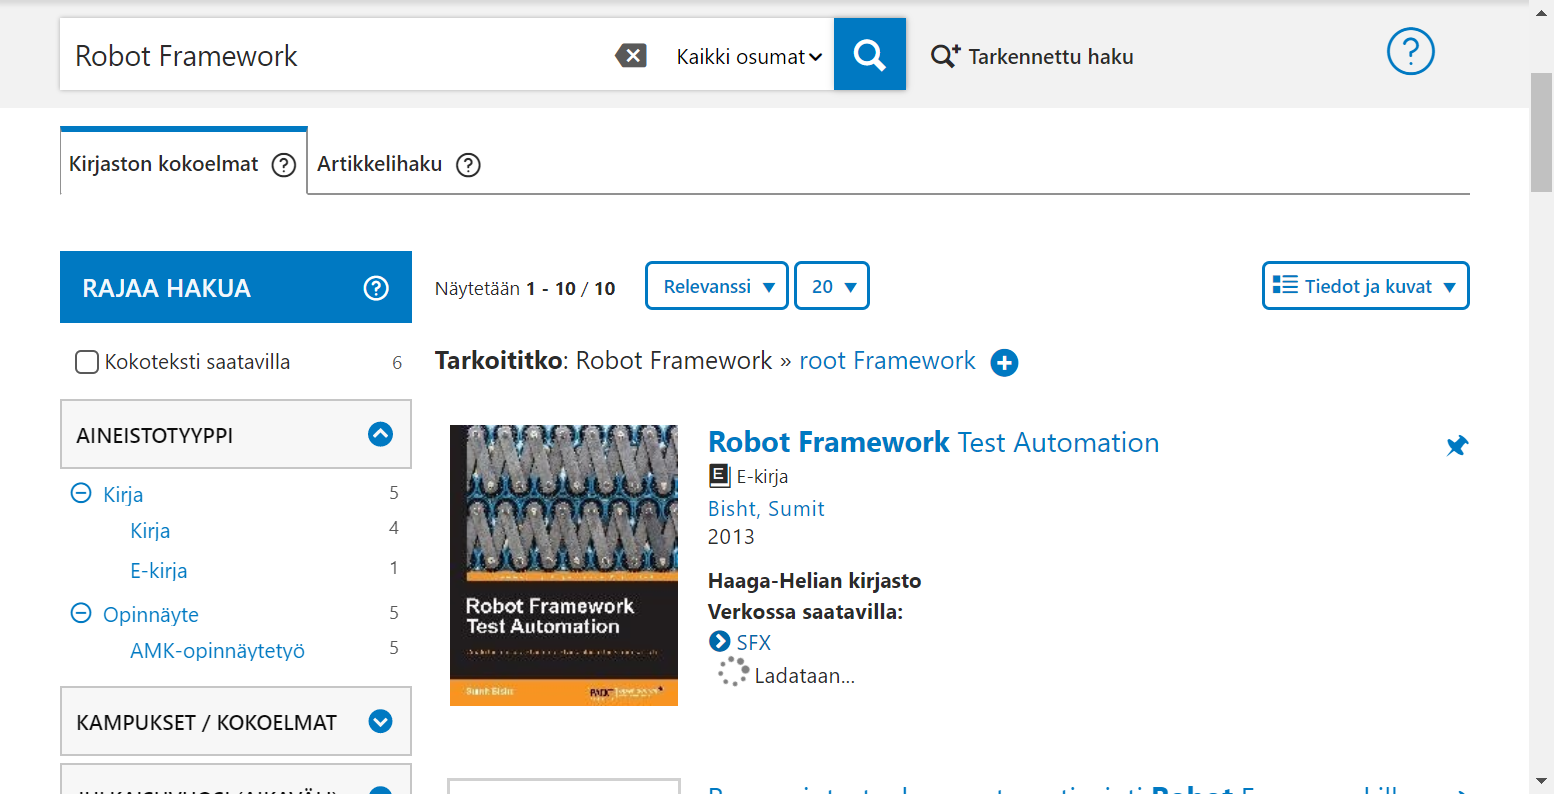 Robot Framework
Kaikki osumat
Tarkennettu haku
?
Kirjaston kokoelmat ?
Artikkelihaku ?
RAJAA HAKUA ?
Kokoteksti saatavilla 6
AINEISTOTYYPPI
Kirja 5
Kirja 4
E-kirja 1
Opinnäyte 5
AMK-opinnäytetyö 5
KAMPUKSET / KOKOELMAT
Näytetään 1 - 10 / 10
Relevanssi ▼
20 ▼
Tiedot ja kuvat ▼
Tarkoititko: Robot Framework » root Framework
Robot Framework
Test Automation
Sumit Bisht
Robot Framework Test Automation
E E-kirja
Bisht, Sumit
2013
Haaga-Helian kirjasto
Verkossa saatavilla:
SFX
Ladataan...